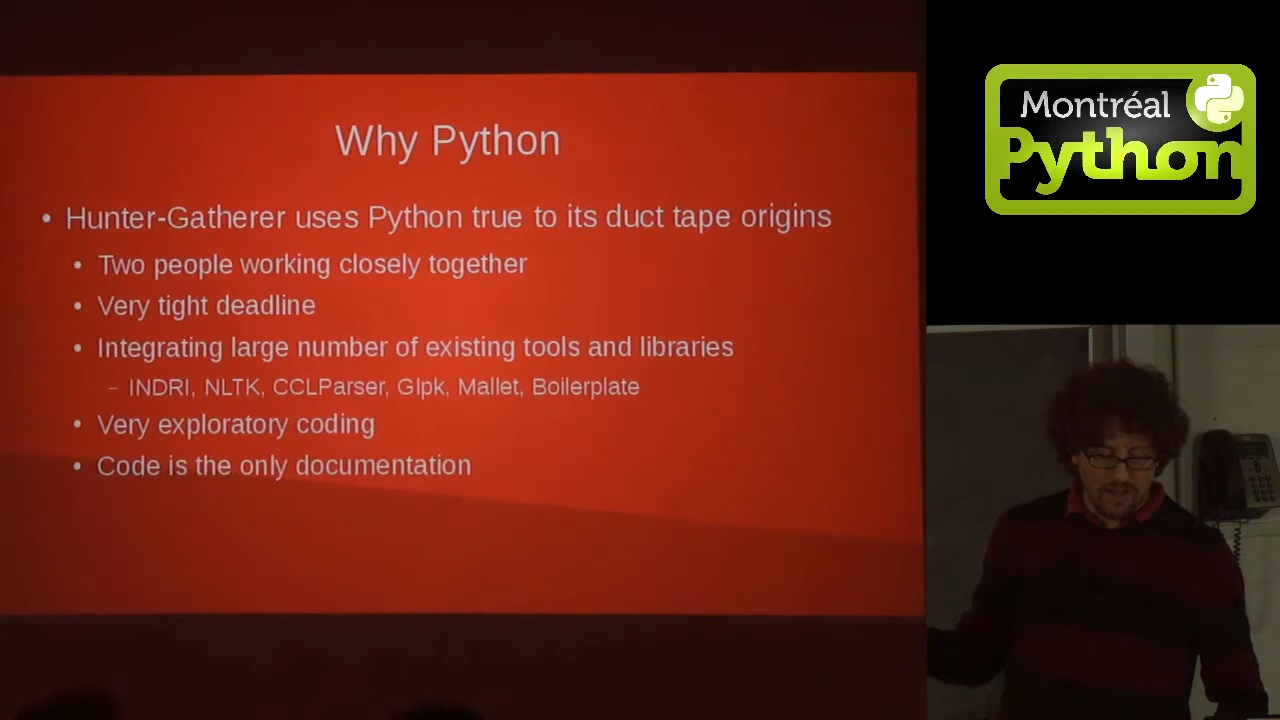 Why Python
• Hunter-Gatherer uses Python true to its duct tape origins
• Two people working closely together
• Very tight deadline
• Integrating large number of existing tools and libraries
– INDRI, NLTK, CCLParser, Glpk, Mallet, Boilerplate
• Very exploratory coding
• Code is the only documentation
Montréal
Python